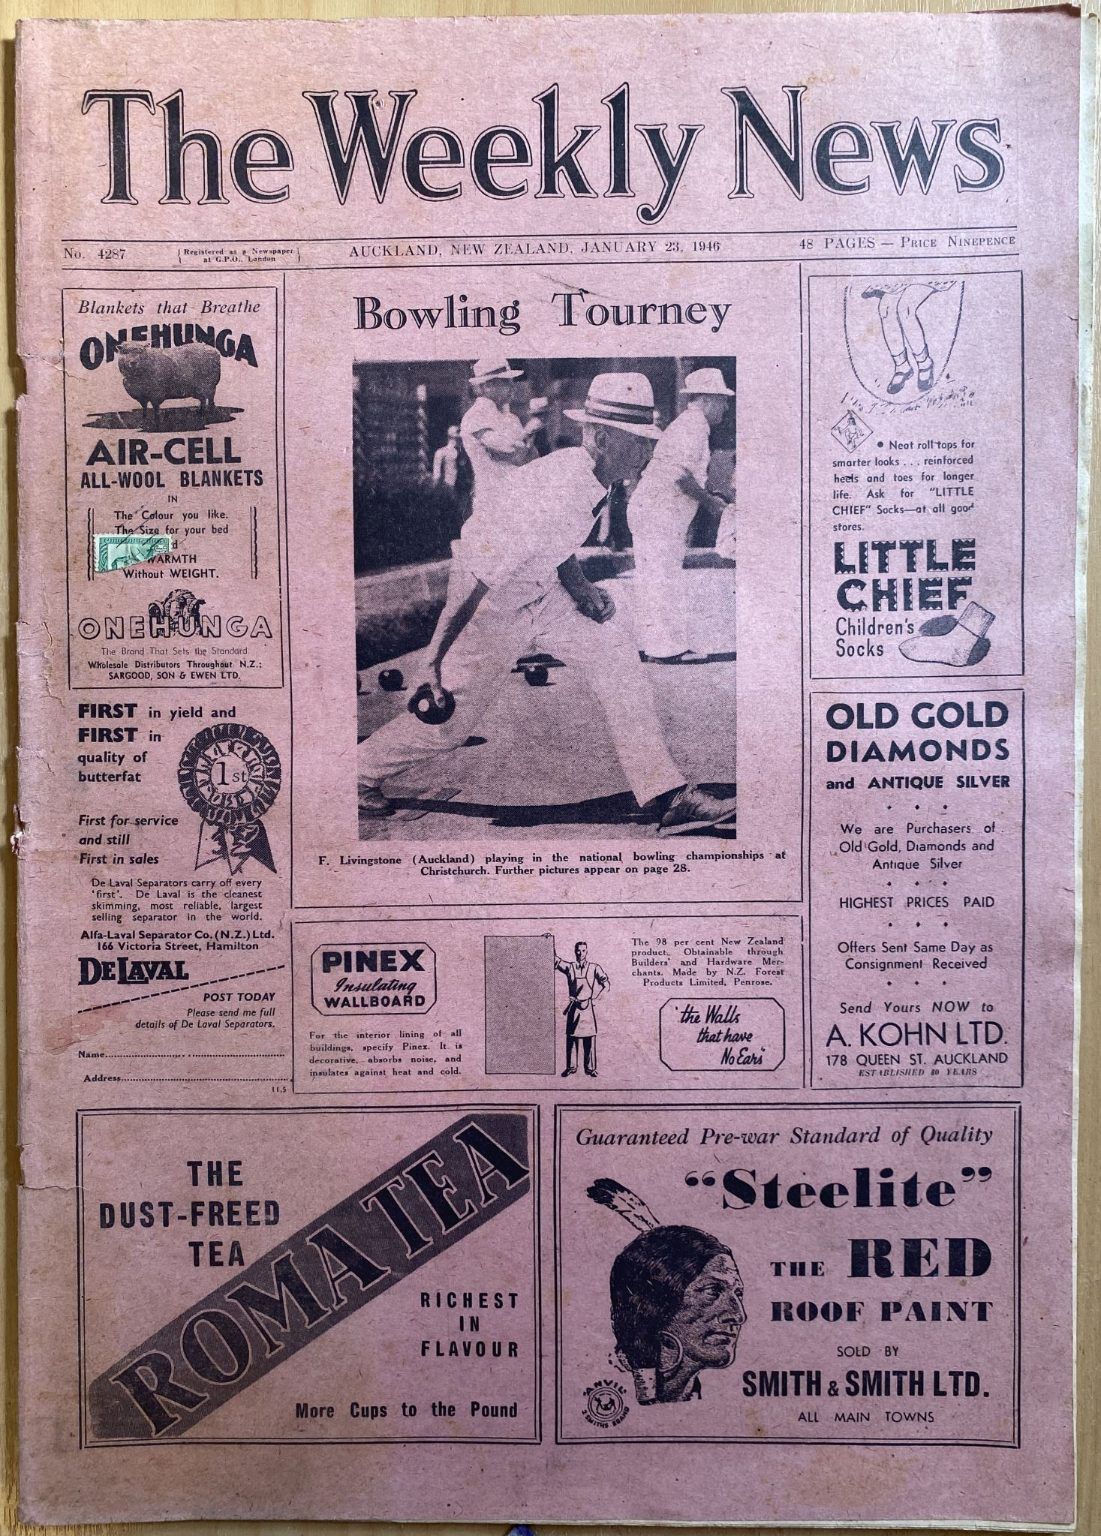 The Weekly News
No. 4287
Registered as a Newspaper
at G.P.O., London
AUCKLAND, NEW ZEALAND, JANUARY 23, 1946
48 PAGES — PRICE NINEPENCE
Blankets that Breathe
ONEHUNGA
AIR-CELL
ALL-WOOL BLANKETS
IN
The Colour you like.
The Size for your bed
WARMTH
Without WEIGHT.
ONEHUNGA
The Brand That Sets the Standard
Wholesale Distributors Throughout N.Z.:
SARGOOD, SON & EWEN LTD.
FIRST in yield and
FIRST in
quality of
butterfat
1st
First for service
and still
First in sales
De Laval Separators carry off every
'first'. De Laval is the cleanest
skimming, most reliable, largest
selling separator in the world.
Alfa-Laval Separator Co. (N.Z.) Ltd.
166 Victoria Street, Hamilton
DE LAVAL
POST TODAY
Please send me full
details of De Laval Separators.
Name
Address
11.5
Bowling Tourney
F. Livingstone (Auckland) playing in the national bowling championships at
Christchurch. Further pictures appear on page 28.
PINEX
Insulating
WALLBOARD
For the interior lining of all
buildings, specify Pinex. It is
decorative, absorbs noise, and
insulates against heat and cold.
The 98 per cent New Zealand
product. Obtainable through
Builders' and Hardware Mer-
chants. Made by N.Z. Forest
Products Limited, Penrose.
'the Walls
that have
No Ears'
• Neat roll tops for
smarter looks . . . reinforced
heels and toes for longer
life. Ask for "LITTLE
CHIEF" Socks—at all good
stores.
LITTLE
CHIEF
Children's
Socks
OLD GOLD
DIAMONDS
and ANTIQUE SILVER
We are Purchasers of
Old Gold, Diamonds and
Antique Silver
HIGHEST PRICES PAID
Offers Sent Same Day as
Consignment Received
Send Yours NOW to
A. KOHN LTD.
178 QUEEN ST. AUCKLAND
ESTABLISHED 40 YEARS
THE
DUST-FREED
TEA
ROMA TEA
RICHEST
IN
FLAVOUR
More Cups to the Pound
Guaranteed Pre-war Standard of Quality
"Steelite"
THE RED
ROOF PAINT
SOLD BY
SMITH & SMITH LTD.
ALL MAIN TOWNS
"ANVIL"
3 SMITHS BRAND